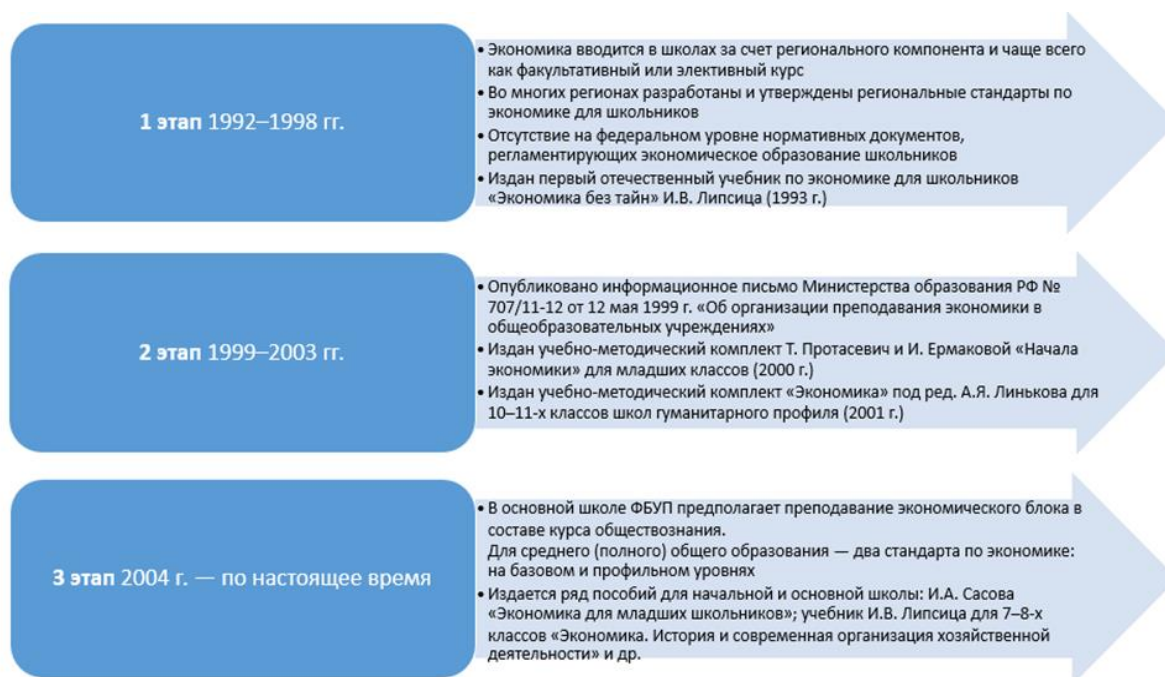 1 этап 1992–1998 гг.
• Экономика вводится в школах за счет регионального компонента и чаще всего
как факультативный или элективный курс
• Во многих регионах разработаны и утверждены региональные стандарты по
экономике для школьников
• Отсутствие на федеральном уровне нормативных документов,
регламентирующих экономическое образование школьников
• Издан первый отечественный учебник по экономике для школьников
«Экономика без тайн» И.В. Липсица (1993 г.)
2 этап 1999–2003 гг.
• Опубликовано информационное письмо Министерства образования РФ №
707/11-12 от 12 мая 1999 г. «Об организации преподавания экономики в
общеобразовательных учреждениях»
• Издан учебно-методический комплект Т. Протасевич и И. Ермаковой «Начала
экономики» для младших классов (2000 г.)
• Издан учебно-методический комплект «Экономика» под ред. А.Я. Линькова для
10–11-х классов школ гуманитарного профиля (2001 г.)
3 этап 2004 г. — по настоящее время
• В основной школе ФБУП предполагает преподавание экономического блока в
составе курса обществознания.
Для среднего (полного) общего образования — два стандарта по экономике:
на базовом и профильном уровнях
• Издается ряд пособий для начальной и основной школы: И.А. Сасова
«Экономика для младших школьников»; учебник И.В. Липсица для 7–8-х
классов «Экономика. История и современная организация хозяйственной
деятельности» и др.